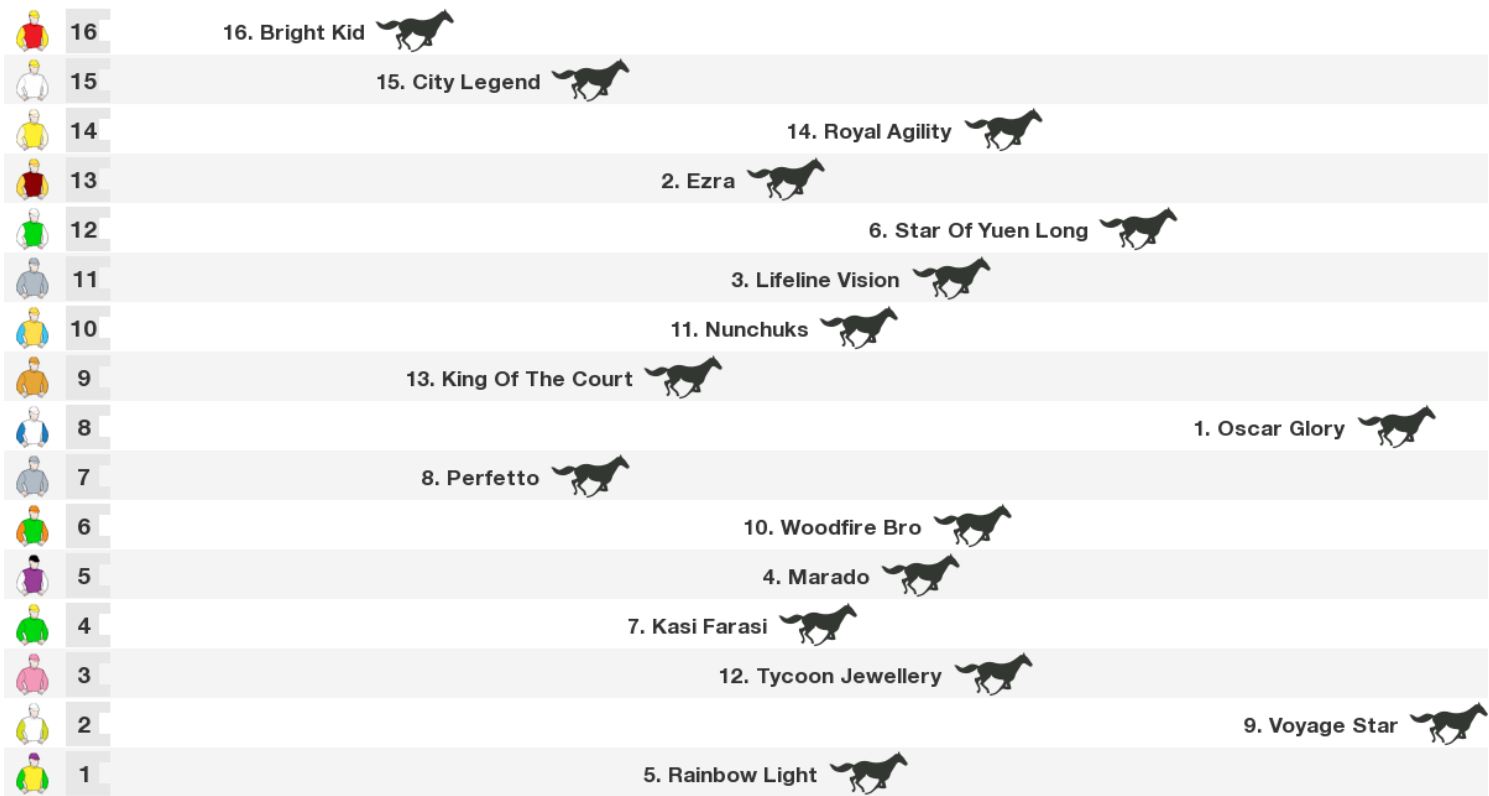 16 16. Bright Kid
15 15. City Legend
14 14. Royal Agility
13 2. Ezra
12 6. Star Of Yuen Long
11 3. Lifeline Vision
10 11. Nunchuks
9 13. King Of The Court
8 1. Oscar Glory
7 8. Perfetto
6 10. Woodfire Bro
5 4. Marado
4 7. Kasi Farasi
3 12. Tycoon Jewellery
2 9. Voyage Star
1 5. Rainbow Light